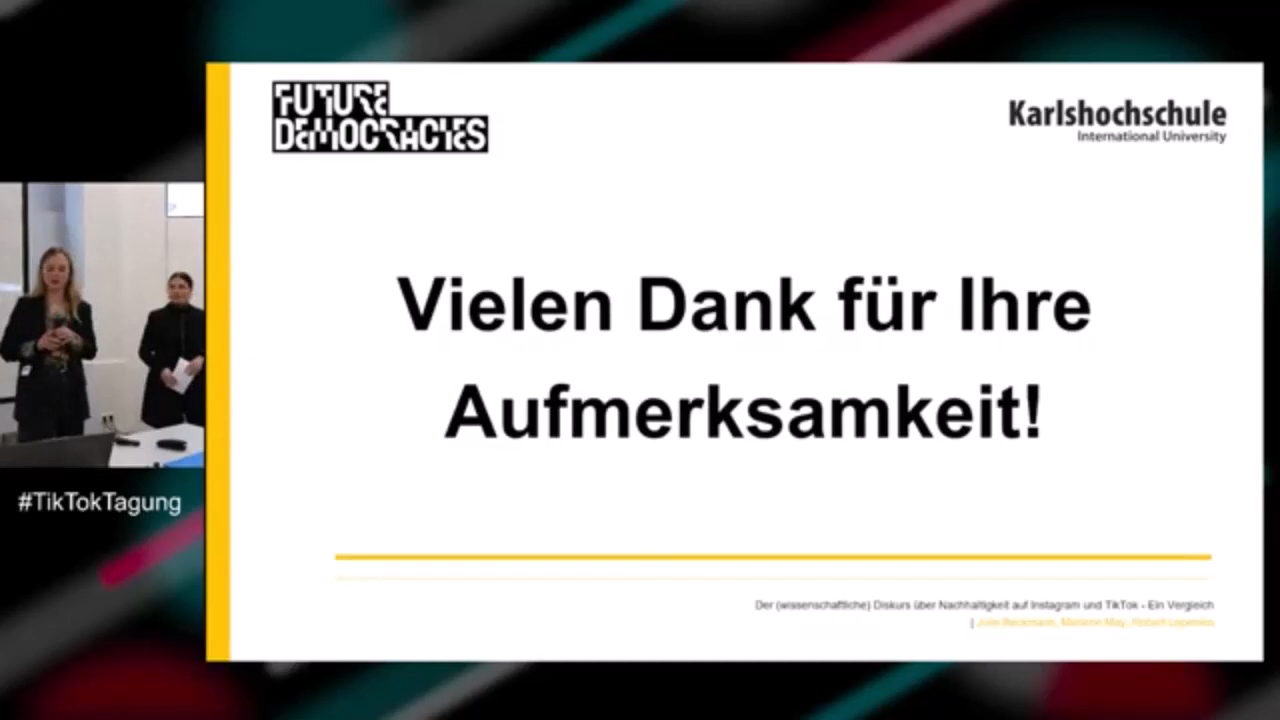 FUTURE
DEMOCRACIES
Karlshochschule
International University
Vielen Dank für Ihre
Aufmerksamkeit!
#TikTokTagung
Der (wissenschaftliche) Diskurs über Nachhaltigkeit auf Instagram und TikTok - Ein Vergleich
|